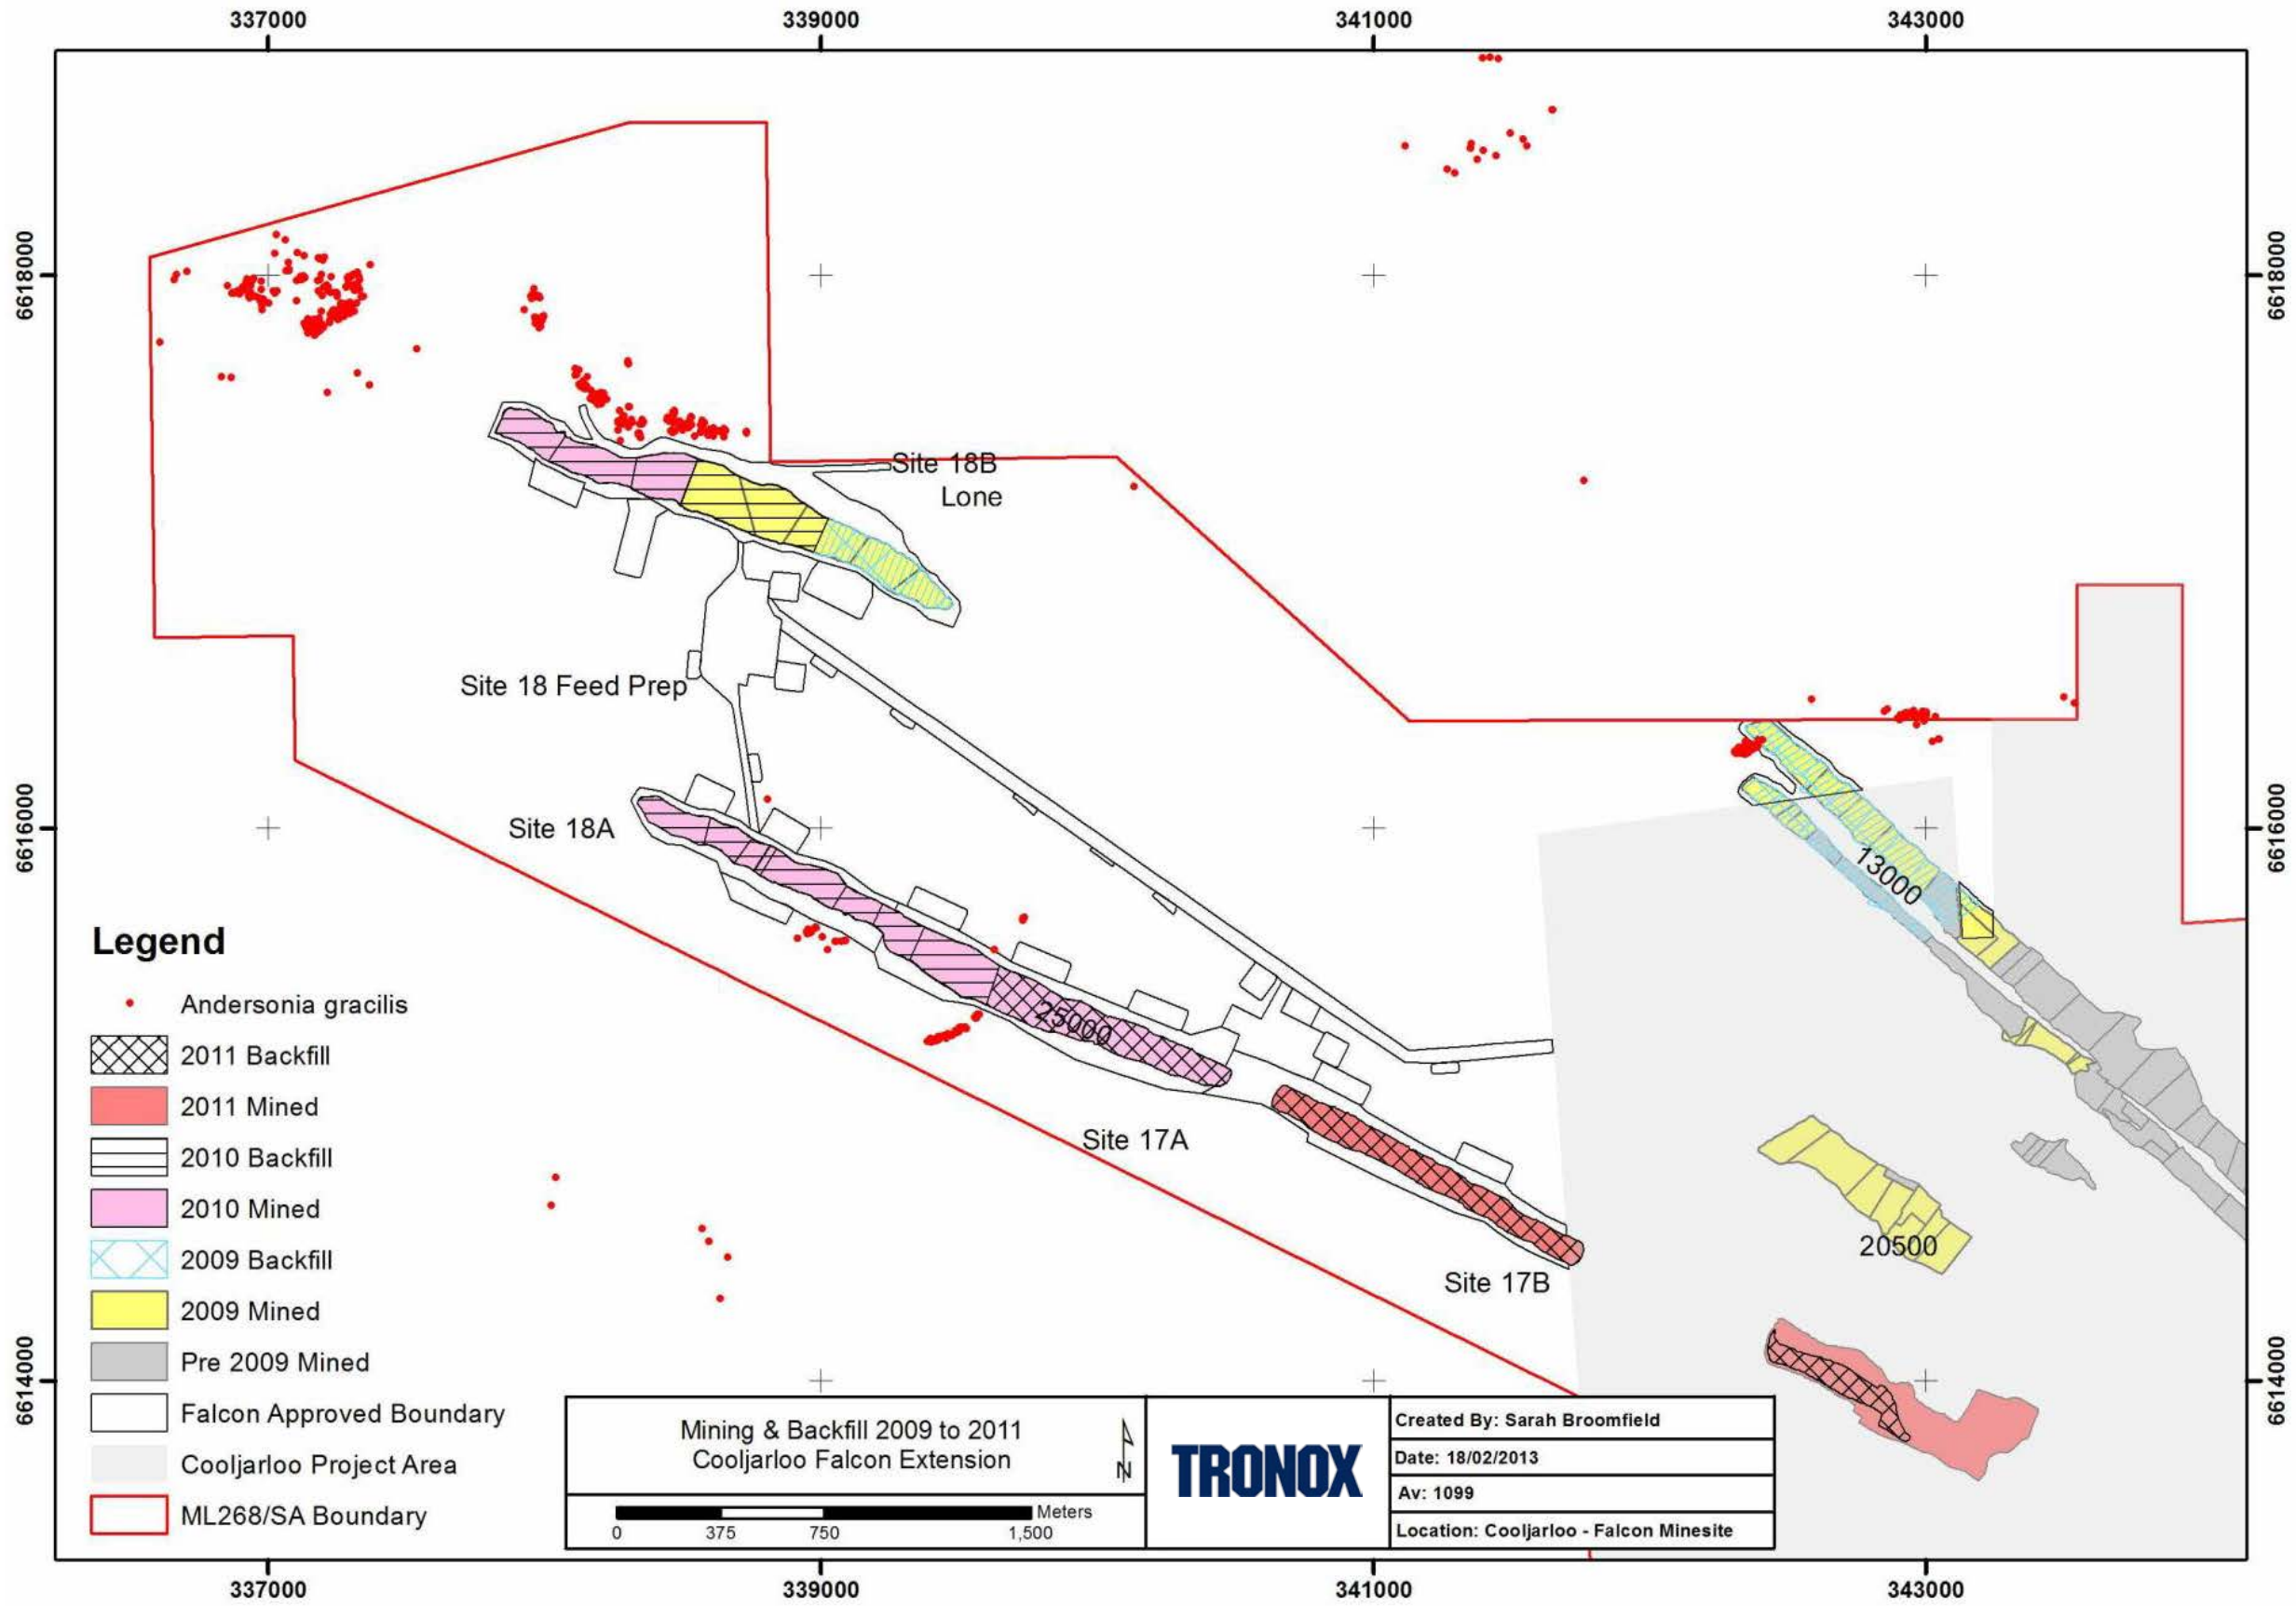 337000 339000 341000 343000
6618000 6618000
Site 18B
Lone
Site 18 Feed Prep
6616000 6616000
Site 18A
13000
25000
Site 17A
Site 17B
20500
6614000 6614000
Legend
Andersonia gracilis
2011 Backfill
2011 Mined
2010 Backfill
2010 Mined
2009 Backfill
2009 Mined
Pre 2009 Mined
Falcon Approved Boundary
Cooljarloo Project Area
ML268/SA Boundary
Mining & Backfill 2009 to 2011
Cooljarloo Falcon Extension
N
Meters
0 375 750 1,500
TRONOX
Created By: Sarah Broomfield
Date: 18/02/2013
Av: 1099
Location: Cooljarloo - Falcon Minesite
337000 339000 341000 343000